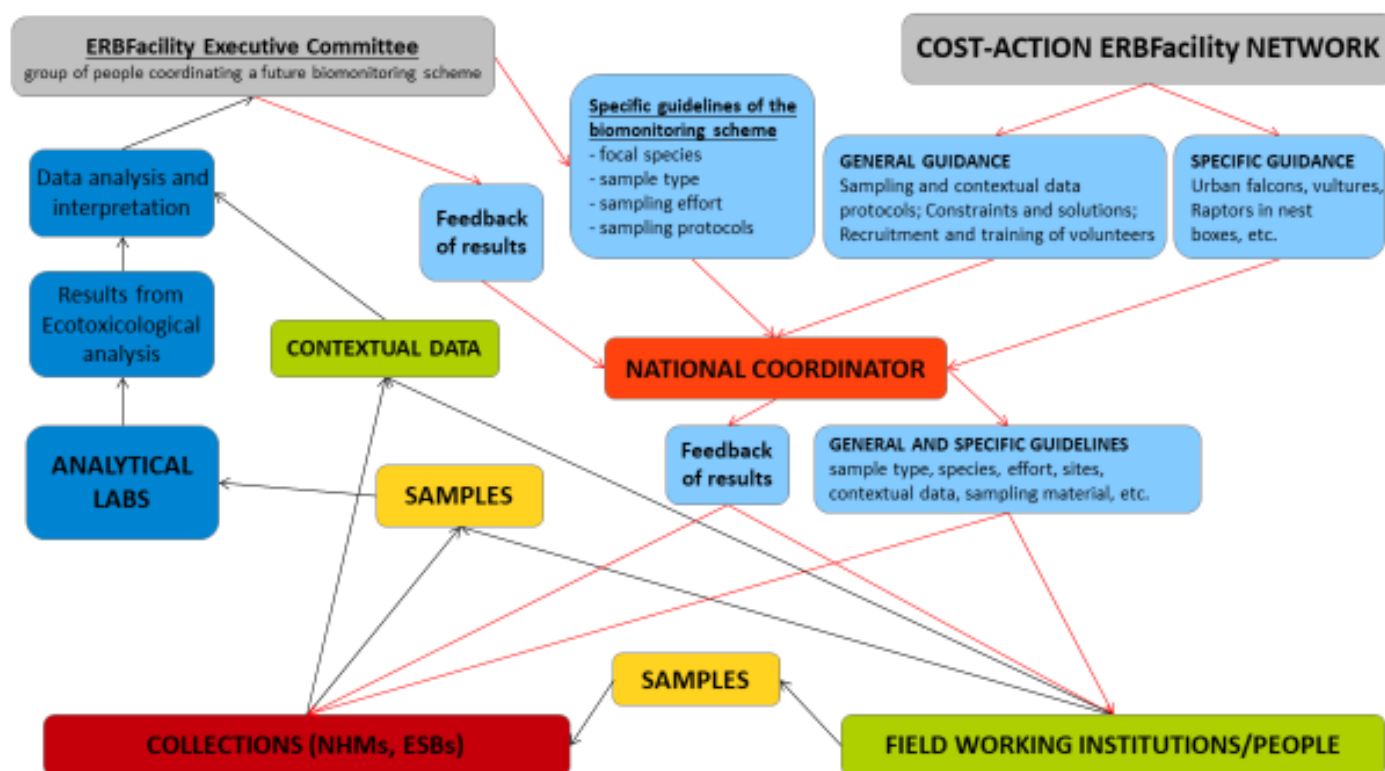 ERBFacility Executive Committee
group of people coordinating a future biomonitoring scheme
COST-ACTION ERBFacility NETWORK
Specific guidelines of the
biomonitoring scheme
- focal species
- sample type
- sampling effort
- sampling protocols
GENERAL GUIDANCE
Sampling and contextual data
protocols; Constraints and solutions;
Recruitment and training of volunteers
SPECIFIC GUIDANCE
Urban falcons, vultures,
Raptors in nest
boxes, etc.
Data analysis and
interpretation
Feedback
of results
Results from
Ecotoxicological
analysis
CONTEXTUAL DATA
NATIONAL COORDINATOR
ANALYTICAL
LABS
SAMPLES
Feedback
of results
GENERAL AND SPECIFIC GUIDELINES
sample type, species, effort, sites,
contextual data, sampling material, etc.
SAMPLES
COLLECTIONS (NHMs, ESBs)
FIELD WORKING INSTITUTIONS/PEOPLE